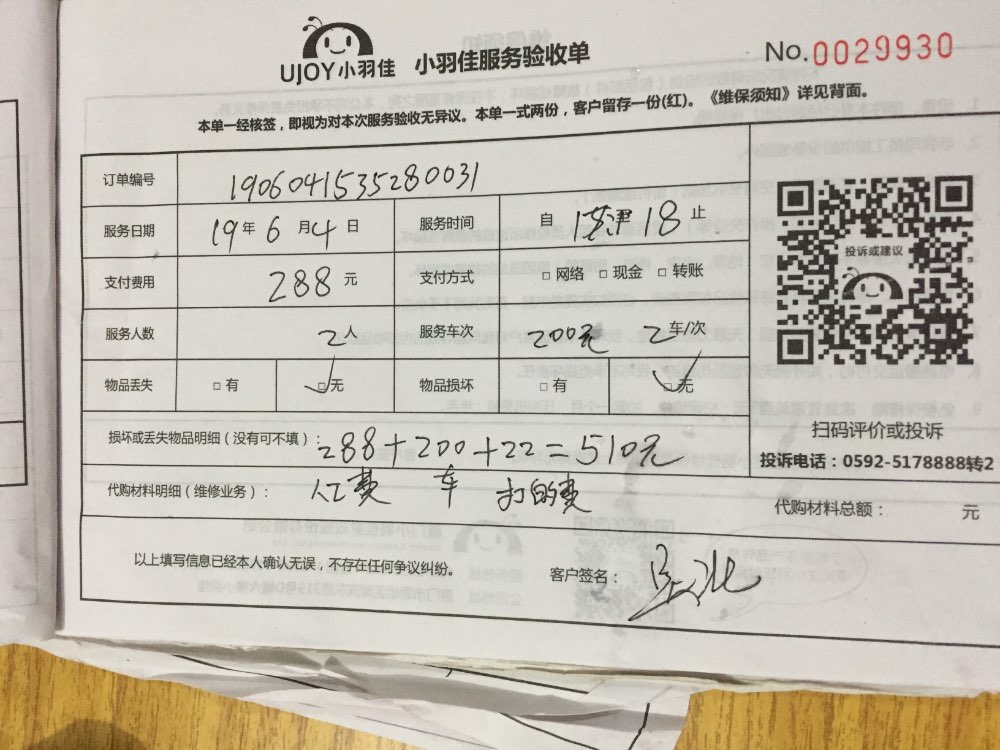 UJOY小羽佳 小羽佳服务验收单 No.0029930
本单一经核签，即视为对本次服务验收无异议。本单一式两份，客户留存一份(红)。《维保须知》详见背面。
订单编号 1906041535280031
服务日期 19年6月4日 服务时间 自 18止
支付费用 288元 支付方式 □网络 □现金 □转账
投诉或建议
服务人数 2人 服务车次 200元 2车/次
物品丢失 □有 □无 物品损坏 □有 □无
损坏或丢失物品明细（没有可不填）：288+200+22=510元
扫码评价或投诉
投诉电话：0592-5178888转2
代购材料明细（维修业务）： 人工费 车 打的费
代购材料总额： 元
以上填写信息已经本人确认无误，不存在任何争议纠纷。 客户签名：